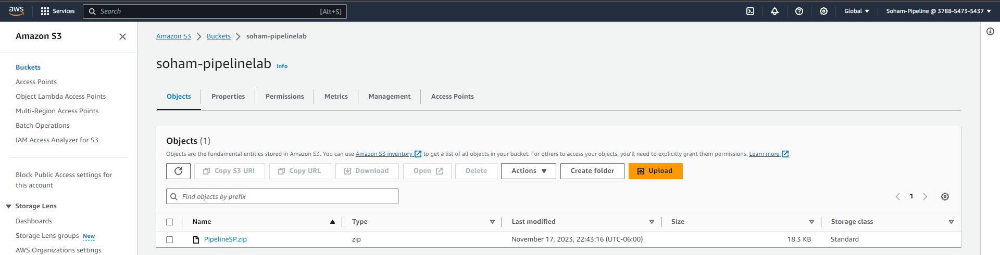 aws Services Search [Alt+S] Global Soham-Pipeline @ 3788-5473-5437
Amazon S3
Buckets
Access Points
Object Lambda Access Points
Multi-Region Access Points
Batch Operations
IAM Access Analyzer for S3
Block Public Access settings for
this account
Storage Lens
Dashboards
Storage Lens groups New
AWS Organizations settings
Amazon S3 Buckets soham-pipelinelab
soham-pipelinelab Info
Objects Properties Permissions Metrics Management Access Points
Objects (1)
Objects are the fundamental entities stored in Amazon S3. You can use Amazon S3 inventory to get a list of all objects in your bucket. For others to access your objects, you'll need to explicitly grant them permissions. Learn more
Copy S3 URI Copy URL Download Open Delete Actions Create folder Upload
Find objects by prefix 1
Name Type Last modified Size Storage class
PipelineSP.zip zip November 17, 2023, 22:43:16 (UTC-06:00) 18.3 KB Standard